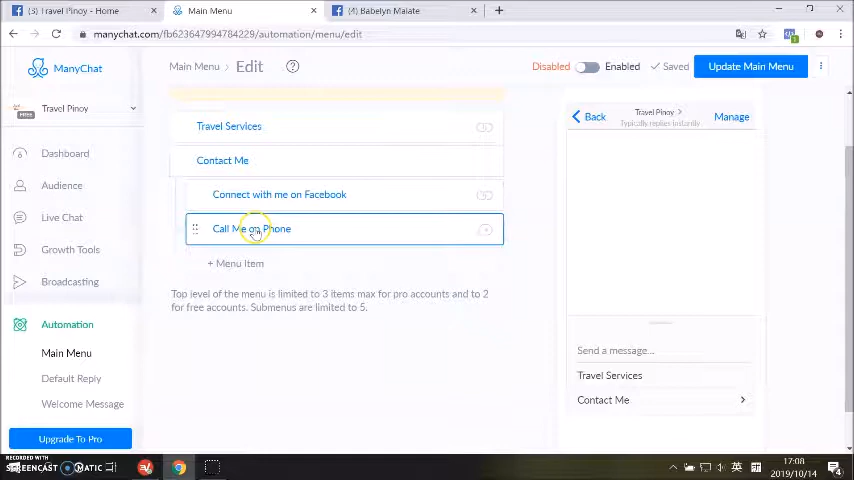 (3) Travel Pinoy - Home
Main Menu
(4) Babelyn Malate
manychat.com/fb623647994784229/automation/menu/edit
ManyChat
Main Menu
Edit
Disabled
Enabled
Saved
Update Main Menu
Travel Pinoy
FREE
Dashboard
Audience
Live Chat
Growth Tools
Broadcasting
Automation
Main Menu
Default Reply
Welcome Message
Upgrade To Pro
Travel Services
Contact Me
Connect with me on Facebook
Call Me on Phone
+ Menu Item
Top level of the menu is limited to 3 items max for pro accounts and to 2
for free accounts. Submenus are limited to 5.
Back
Travel Pinoy
Typically replies instantly
Manage
Send a message...
Travel Services
Contact Me
RECORDED WITH
SCREENCAST MATIC
英
17:08
2019/10/14
4